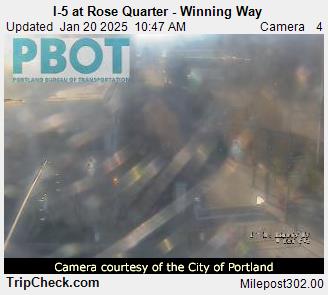 I-5 at Rose Quarter - Winning Way
Updated Jan 20 2025 10:47 AM Camera 4
PBOT
PORTLAND BUREAU OF TRANSPORTATION
Camera courtesy of the City of Portland
TripCheck.com Milepost302.00